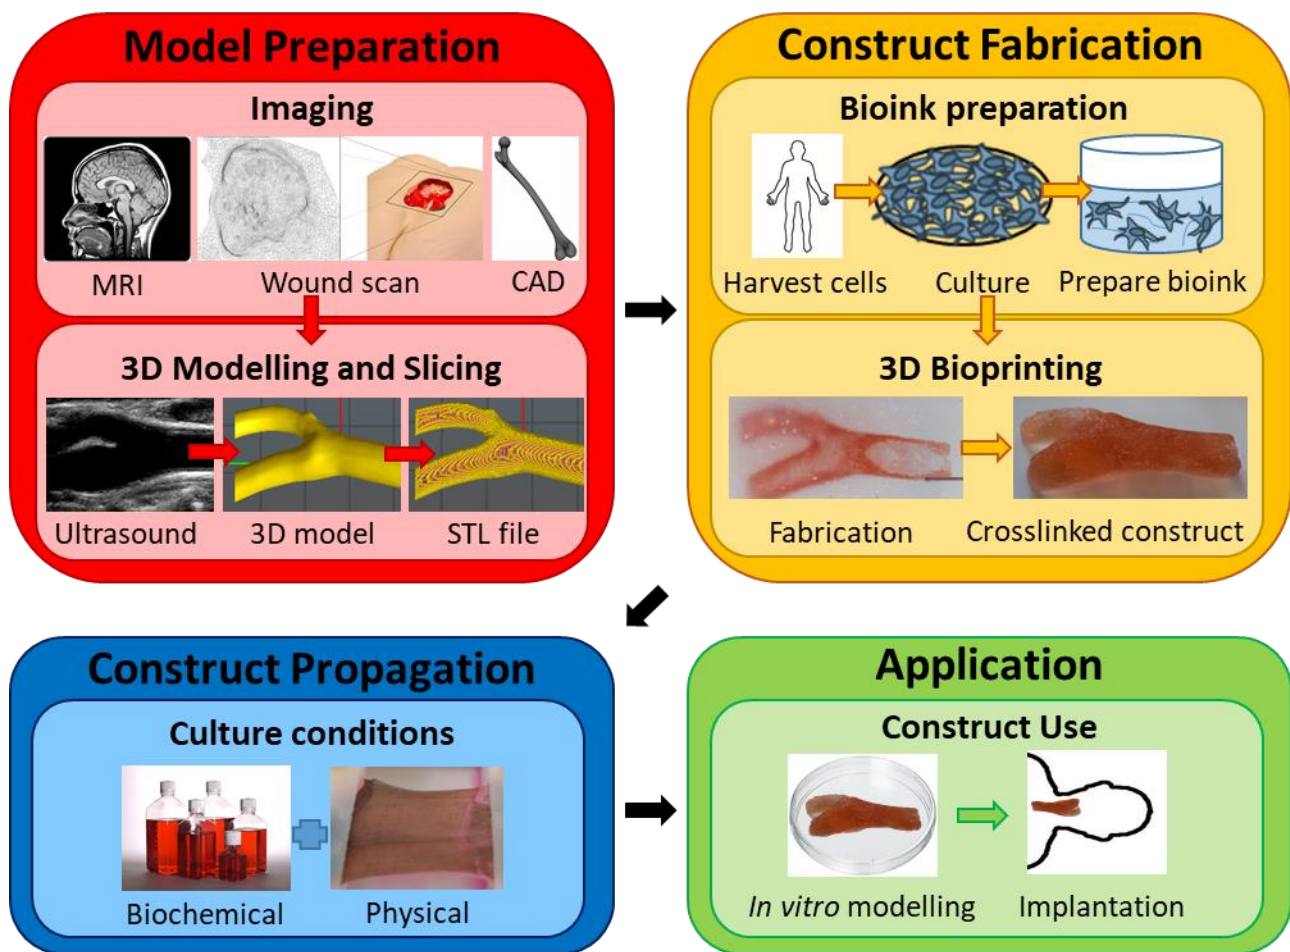 Model Preparation
Imaging
MRI
Wound scan
CAD
3D Modelling and Slicing
Ultrasound
3D model
STL file
Construct Fabrication
Bioink preparation
Harvest cells
Culture
Prepare bioink
3D Bioprinting
Fabrication
Crosslinked construct
Construct Propagation
Culture conditions
Biochemical
Physical
Application
Construct Use
In vitro modelling
Implantation